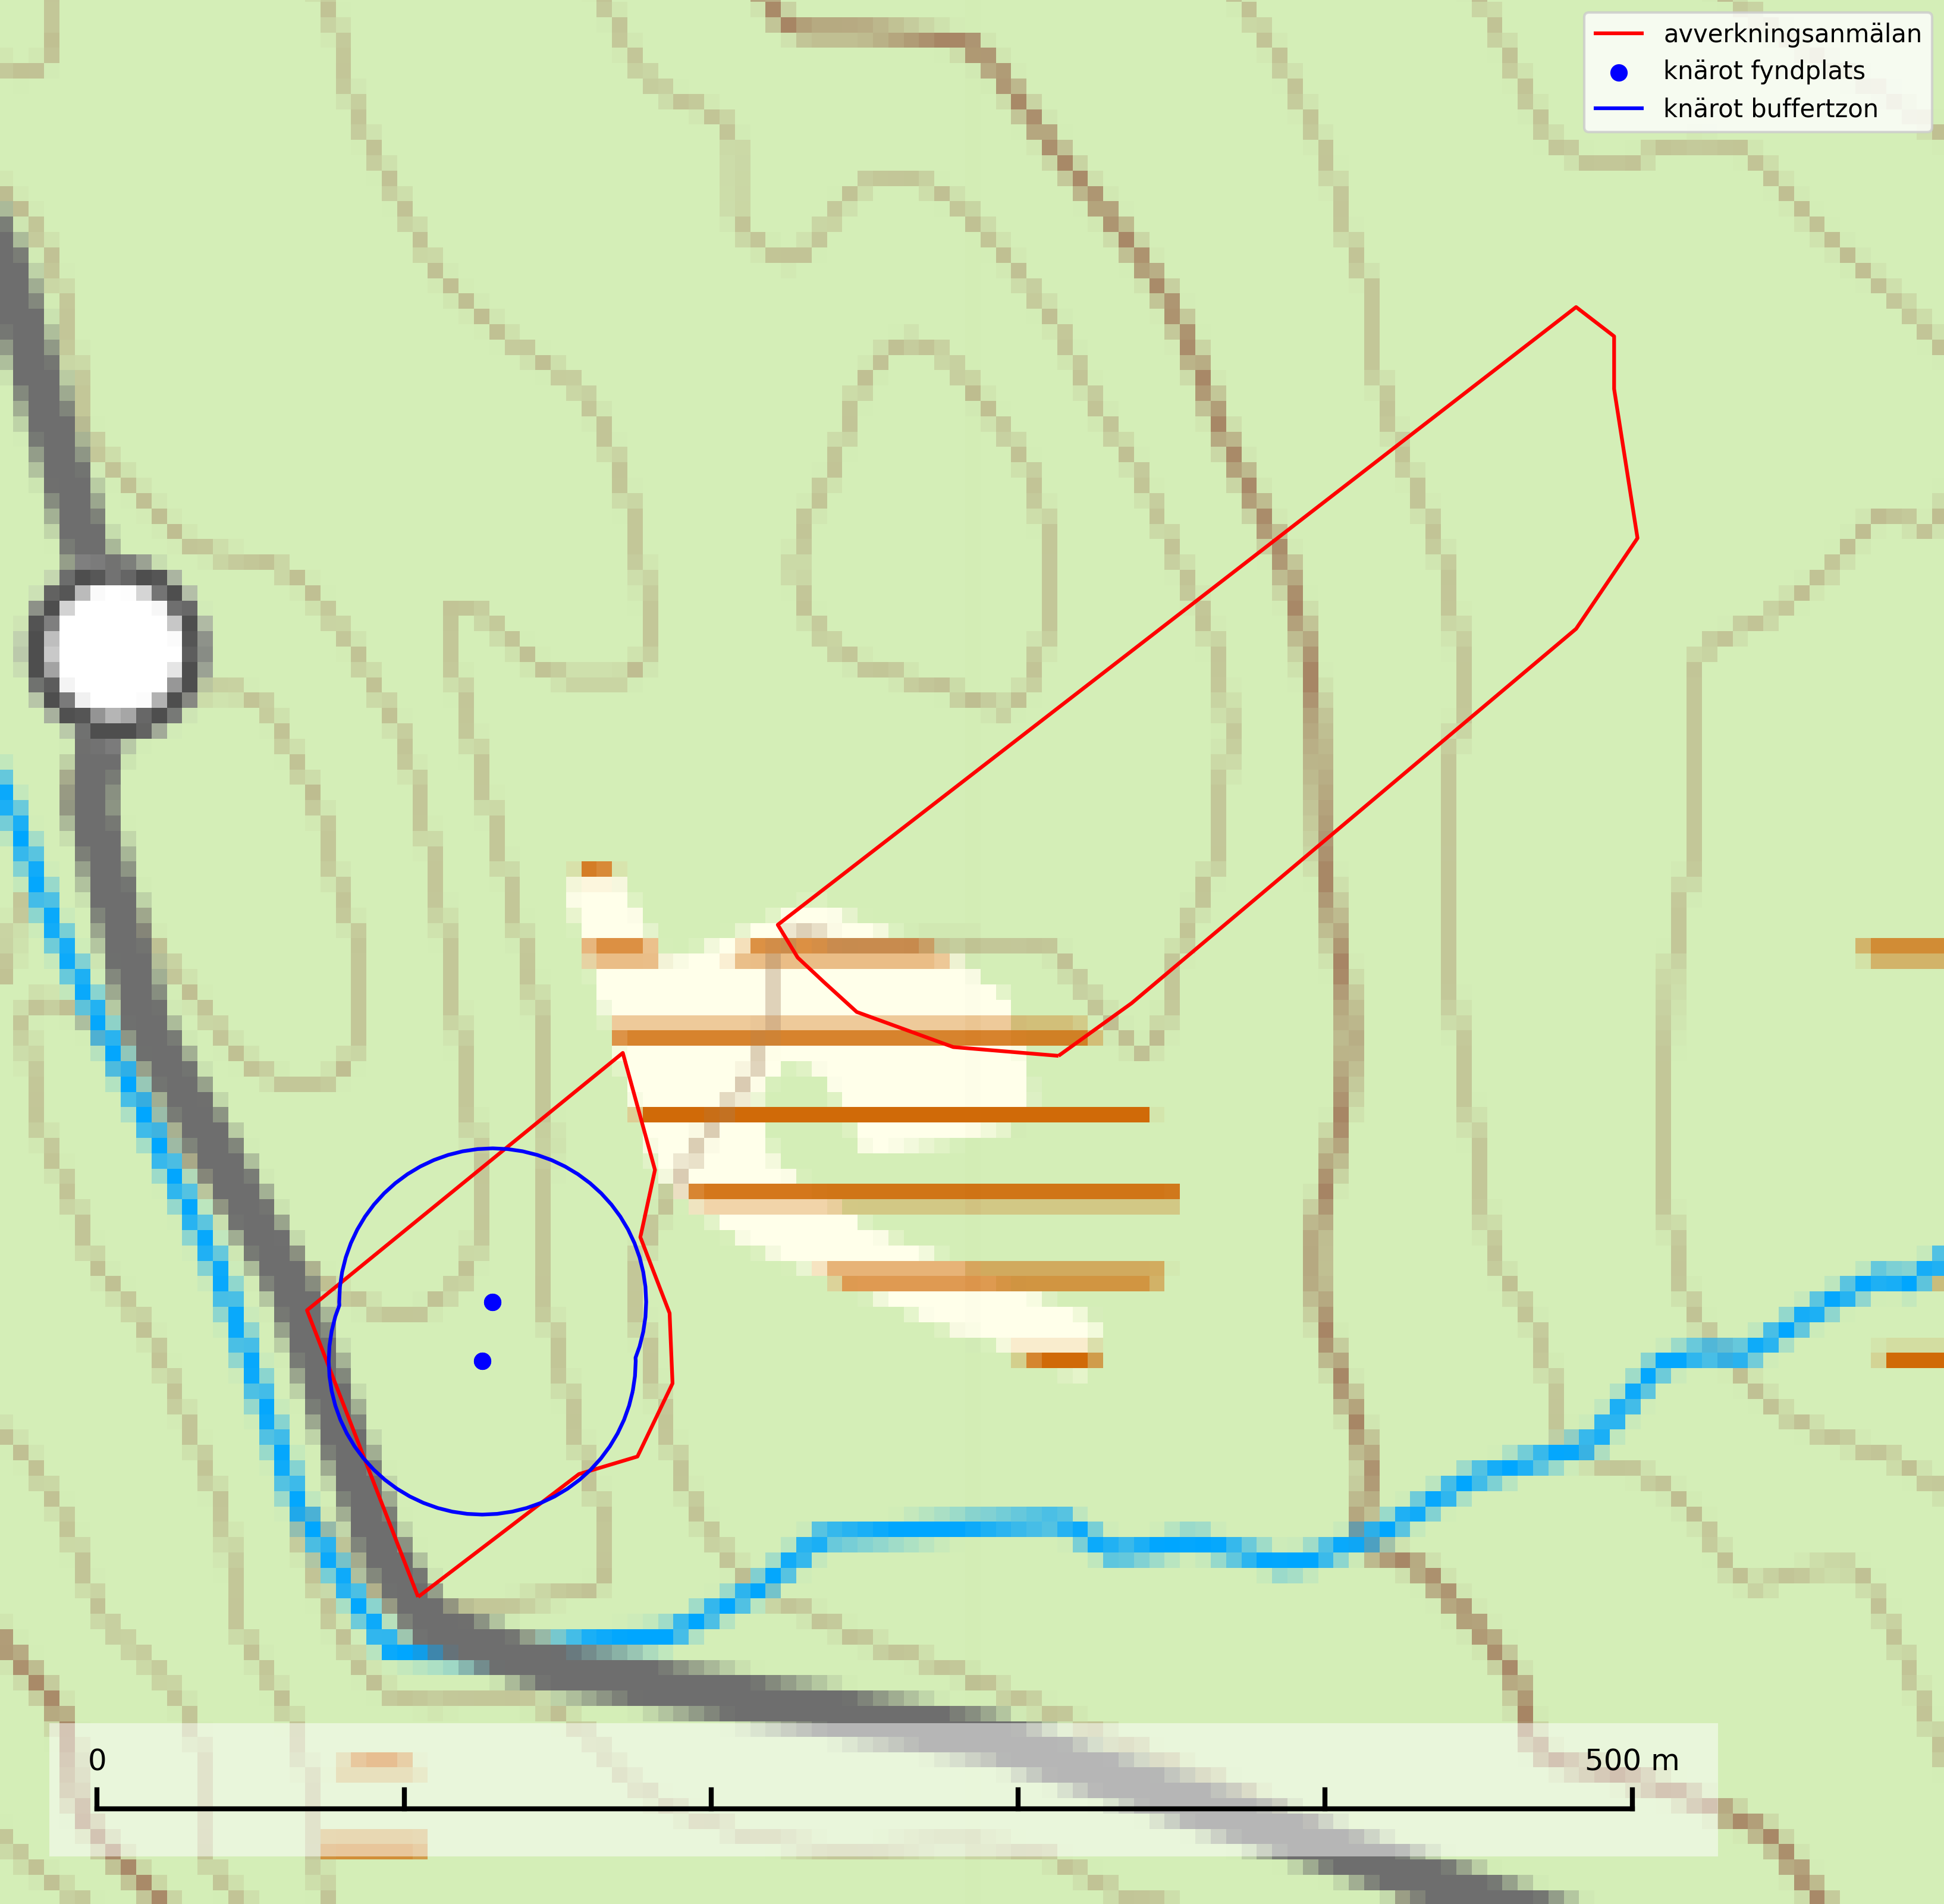 avverkningsanmälan
knärot fyndplats
knärot buffertzon
0 500 m